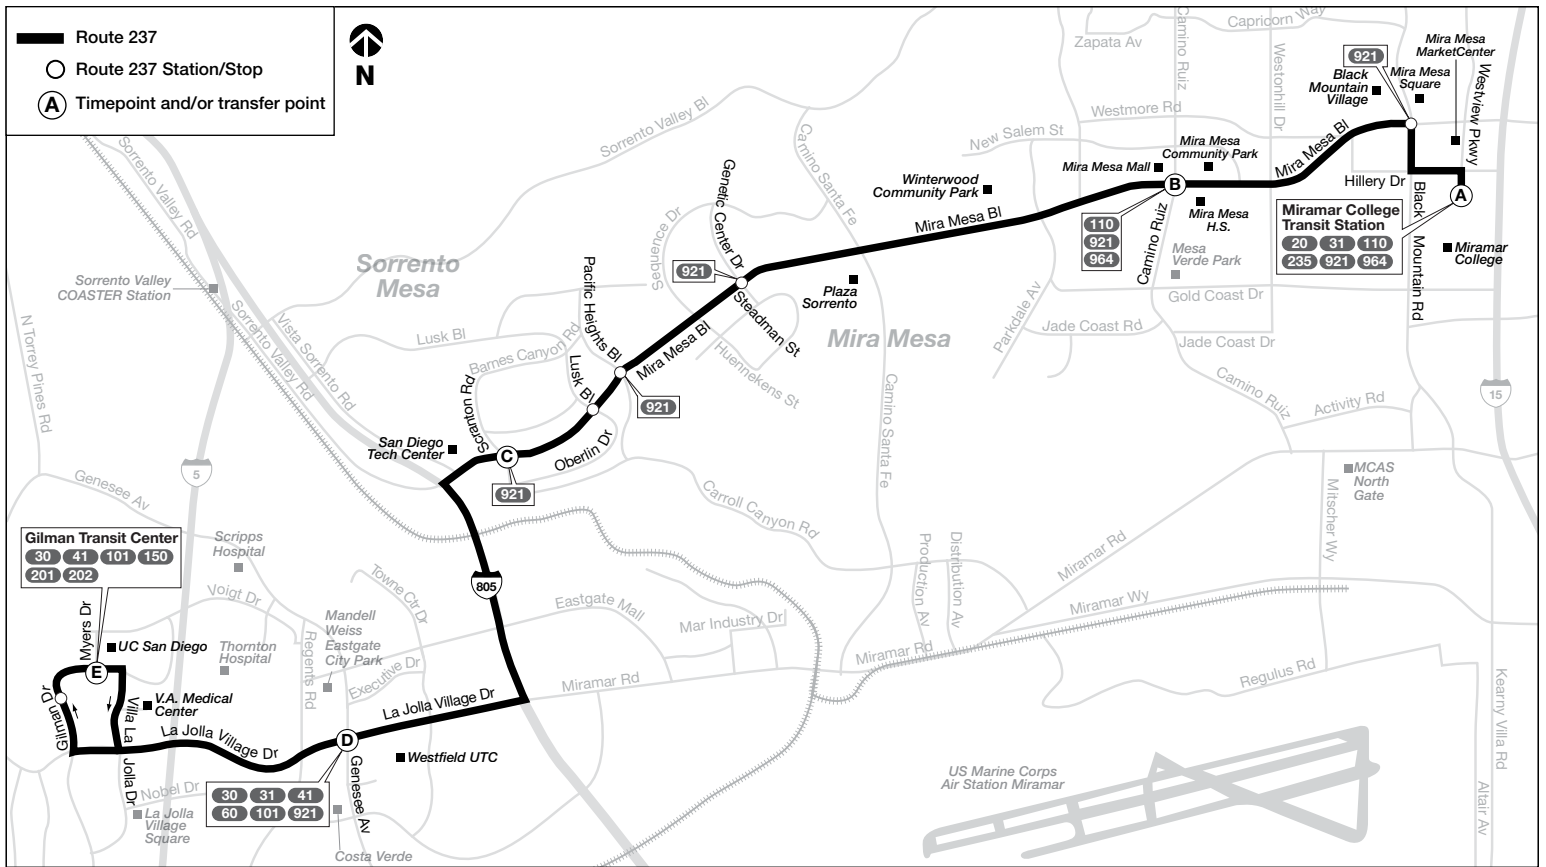 Route 237
Route 237 Station/Stop
A
Timepoint and/or transfer point
N
Zapata Av
Camino Ruiz
Capricorn Way
Westonhill Dr
Mira Mesa
MarketCenter
921
Black
Mountain
Village
Mira Mesa
Square
Westview Pkwy
Sorrento Valley Bl
Sorrento Valley Rd
Camino Santa Fe
Westmore Rd
New Salem St
Mira Mesa Bl
Mira Mesa
Community Park
Mira Mesa Mall
Winterwood
Community Park
B
Hillery Dr
A
Mira Mesa
H.S.
Miramar College
Transit Station
20
31
110
235
921
964
Black Mountain Rd
Miramar
College
110
921
964
Camino Ruiz
Mesa
Verde Park
Gold Coast Dr
Mira Mesa Bl
Genetic Center Dr
Sequence Dr
921
Steadman St
Plaza
Sorrento
Sorrento
Mesa
Mira Mesa
Parkdale Av
Jade Coast Rd
Jade Coast Dr
Sorrento Valley
COASTER Station
Sorrento Valley Rd
Vista Sorrento Rd
N Torrey Pines Rd
Lusk Bl
Barnes Canyon Rd
Pacific Heights Bl
Lusk Bl
Mira Mesa Bl
Huennekens St
921
Camino Santa Fe
Camino Ruiz
Activity Rd
15
Scranton Rd
San Diego
Tech Center
C
Oberlin Dr
921
5
Genesee Av
Carroll Canyon Rd
MCAS
North
Gate
Mitscher Wy
Gilman Transit Center
30
41
101
150
201
202
Scripps
Hospital
Voigt Dr
805
Towne Ctr Dr
Eastgate Mall
Mar Industry Dr
Production Av
Distribution Av
Miramar Rd
Miramar Wy
Miramar Rd
Myers Dr
UC San Diego
Thornton
Hospital
Regents Rd
Mandell
Weiss
Eastgate
City Park
Executive Dr
Miramar Rd
Regulus Rd
Kearny Villa Rd
E
Gilman Dr
Villa La Jolla Dr
V.A. Medical
Center
La Jolla Village Dr
La Jolla Village Dr
D
Westfield UTC
Genesee Av
Nobel Dr
30
31
41
60
101
921
La Jolla
Village
Square
Costa Verde
US Marine Corps
Air Station Miramar
Altair Av